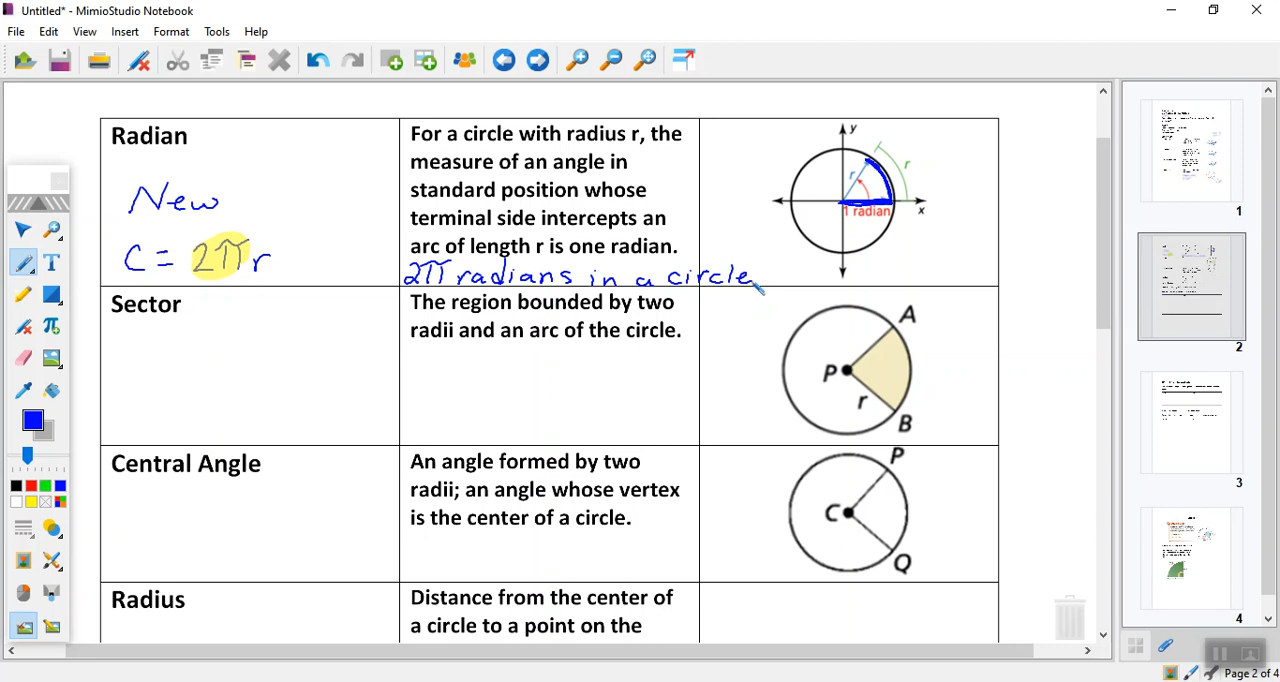 Untitled* - MimioStudio Notebook
File Edit View Insert Format Tools Help
Radian
New
C = 2πr
For a circle with radius r, the
measure of an angle in
standard position whose
terminal side intercepts an
arc of length r is one radian.
2π radians in a circle
y
r
r
1 radian
x
Sector
The region bounded by two
radii and an arc of the circle.
A
P
r
B
Central Angle
An angle formed by two
radii; an angle whose vertex
is the center of a circle.
P
C
Q
Radius
Distance from the center of
a circle to a point on the
T
π
1
2
3
4
Page 2 of 4